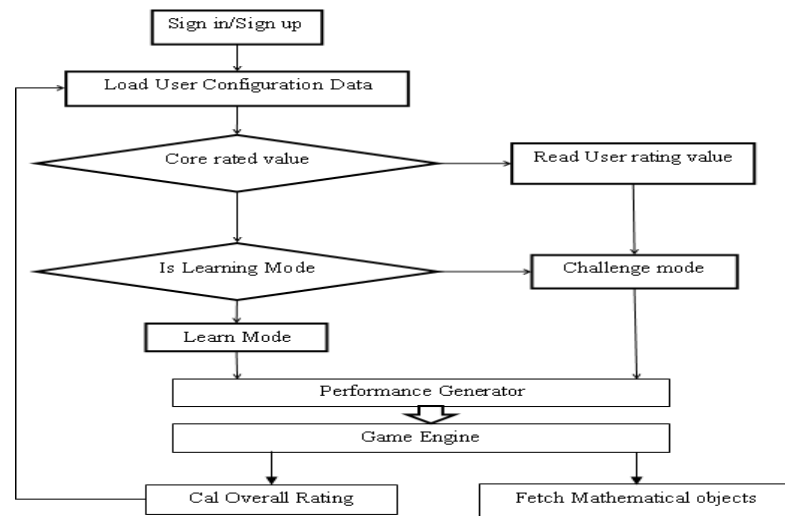 Sign in/Sign up
Load User Configuration Data
Core rated value
Read User rating value
Is Learning Mode
Challenge mode
Learn Mode
Performance Generator
Game Engine
Cal Overall Rating
Fetch Mathematical objects